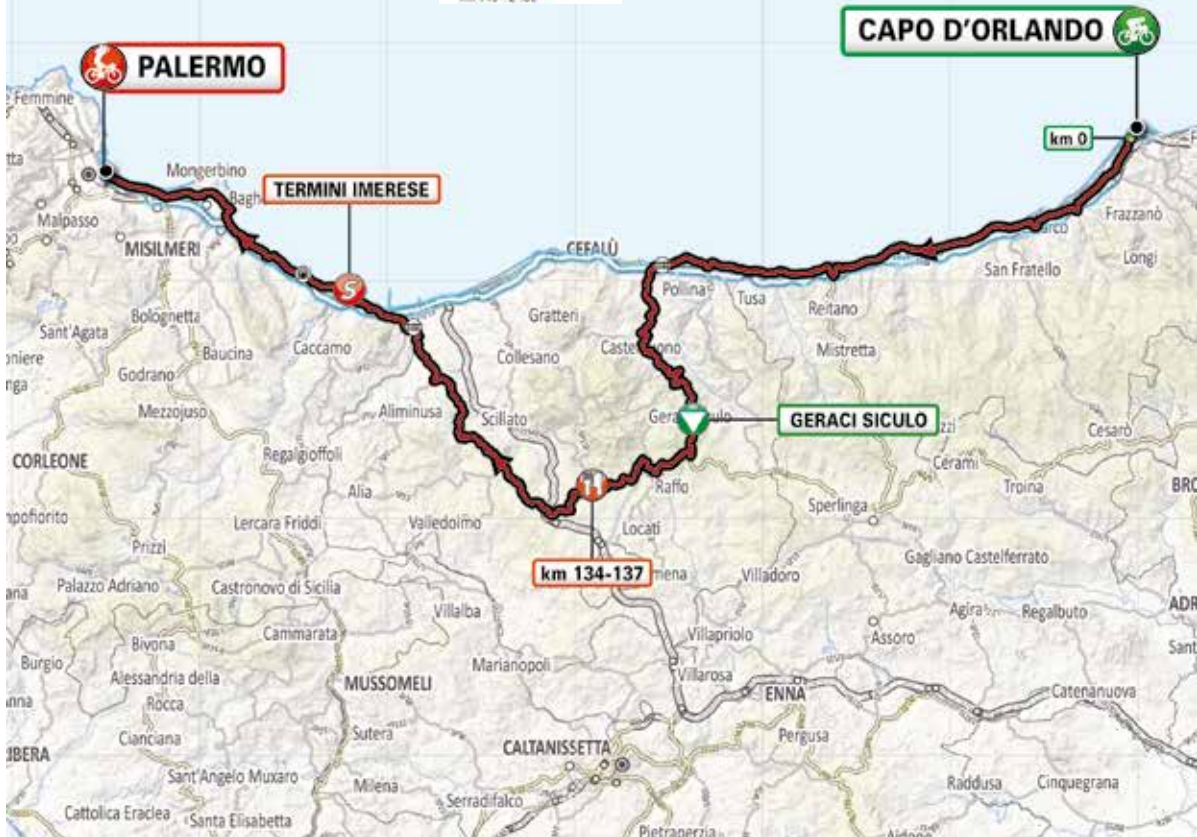 CAPO D'ORLANDO
PALERMO
Femmine
km 0
Mongerbino
TERMINI IMERESE
Malpasso
MISILMERI
CEFALÙ
Frazzanò
Longi
San Fratello
Pollina
Tusa
Reitano
Sant'Agata
Bolognetta
Gratteri
Baucina
Caccamo
Collesano
Mistretta
Godrano
Mezzojuso
Aliminusa
Scillato
GERACI SICULO
Cesarò
CORLEONE
Regalgioffoli
Cerami
Alia
Raffo
Troina
Lercara Friddi
Valledolmo
Locati
Sperlinga
Prizzi
Gagliano Castelferrato
km 134-137
Palazzo Adriano
Castronovo di Sicilia
Villadoro
Villalba
Agira
Regalbuto
Cammarata
Bivona
Villapriolo
Assoro
Burgio
Alessandria della
Rocca
Marianopoli
Villarosa
MUSSOMELI
ENNA
Catenanuova
Cianciana
Sutera
CALTANISSETTA
Pergusa
Sant'Angelo Muxaro
Milena
Raddusa
Cinquegrana
Cattolica Eraclea
Santa Elisabetta
Serradifalco
Pietraperzia